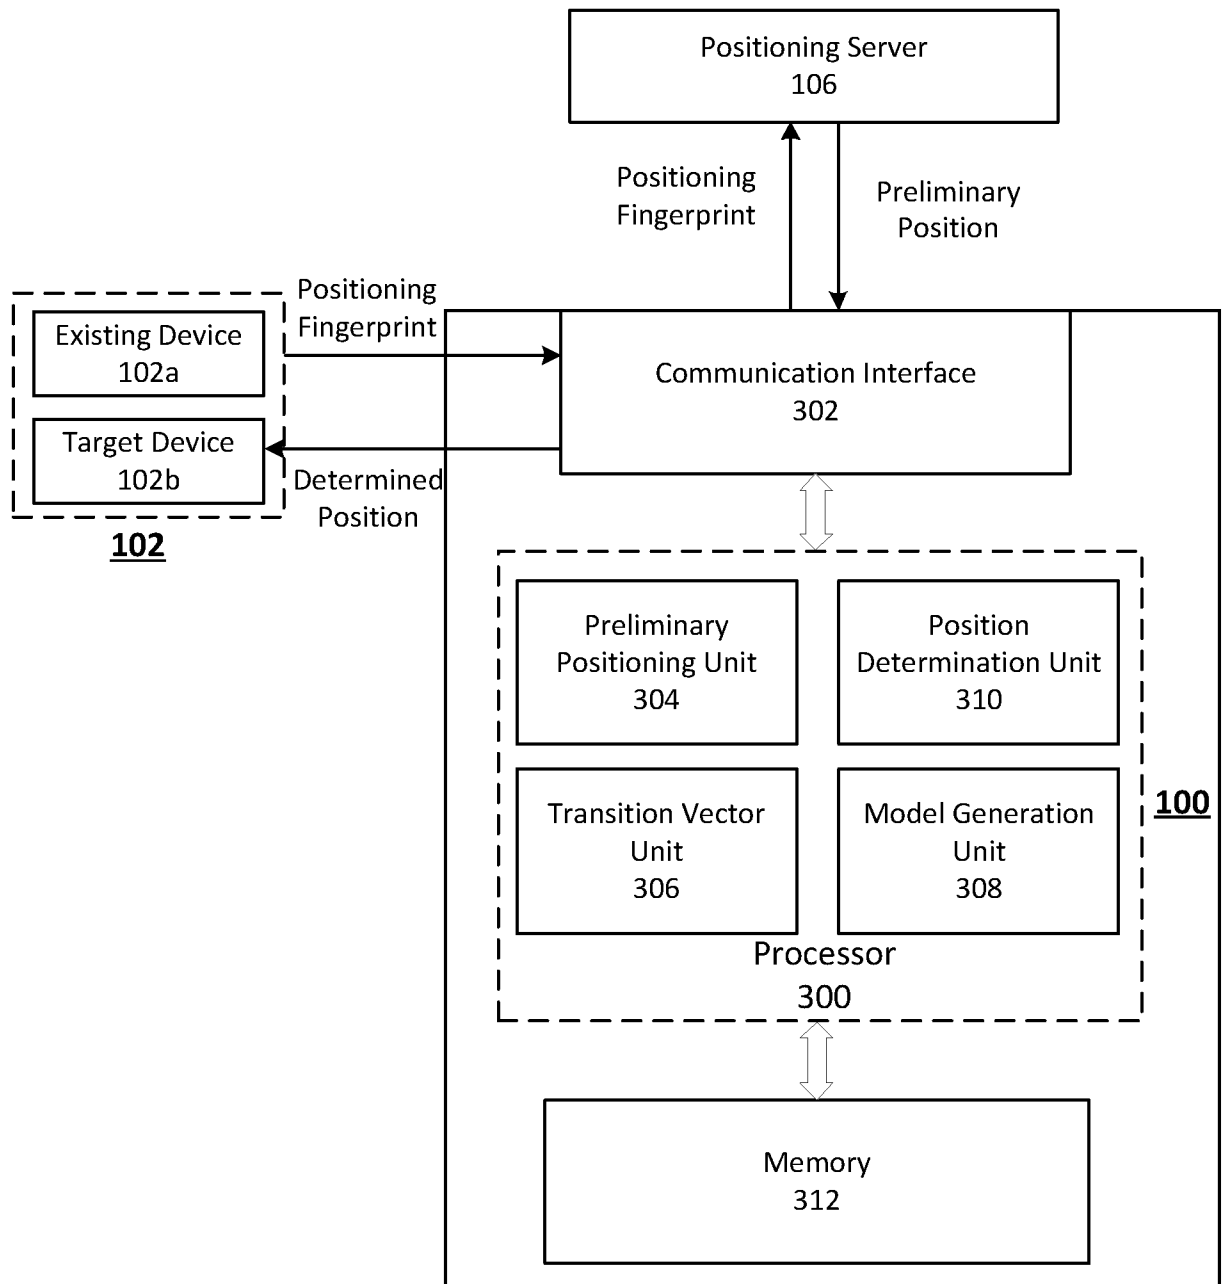 Positioning Server
106
Positioning
Fingerprint
Preliminary
Position
Positioning
Fingerprint
Existing Device
102a
Target Device
102b
Determined
Position
102
Communication Interface
302
Preliminary
Positioning Unit
304
Position
Determination Unit
310
Transition Vector
Unit
306
Model Generation
Unit
308
100
Processor
300
Memory
312